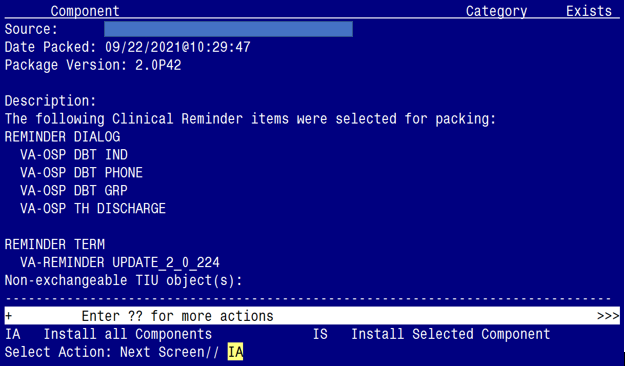 Component Category Exists
Source:
Date Packed: 09/22/2021@10:29:47
Package Version: 2.0P42
Description:
The following Clinical Reminder items were selected for packing:
REMINDER DIALOG
VA-OSP DBT IND
VA-OSP DBT PHONE
VA-OSP DBT GRP
VA-OSP TH DISCHARGE
REMINDER TERM
VA-REMINDER UPDATE_2_0_224
Non-exchangeable TIU object(s):
-------------------------------------------------------------------------------
+ Enter ?? for more actions >>>
IA Install all Components IS Install Selected Component
Select Action: Next Screen// IA